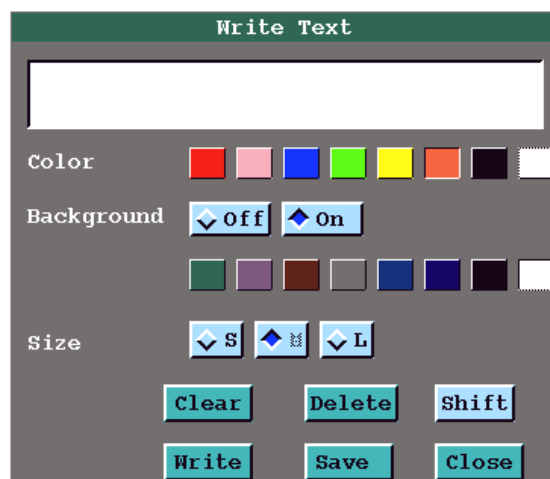 Write Text
Color
Background Off On
Size S M L
Clear Delete Shift
Write Save Close